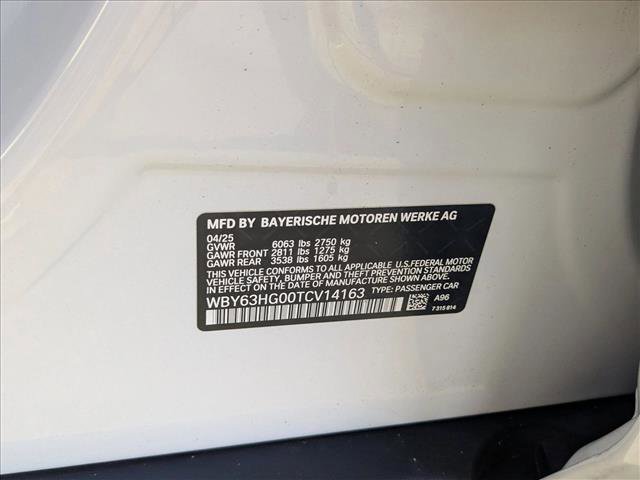 MFD BY BAYERISCHE MOTOREN WERKE AG
04/25
GVWR 6063 lbs 2750 kg
GAWR FRONT 2811 lbs 1275 kg
GAWR REAR 3538 lbs 1605 kg
THIS VEHICLE CONFORMS TO ALL APPLICABLE U.S.FEDERAL MOTOR
VEHICLE SAFETY, BUMPER AND THEFT PREVENTION STANDARDS
IN EFFECT ON THE DATE OF MANUFACTURE SHOWN ABOVE.
WBY63HG00TCV14163 TYPE: PASSENGER CAR
A96
7 315 814